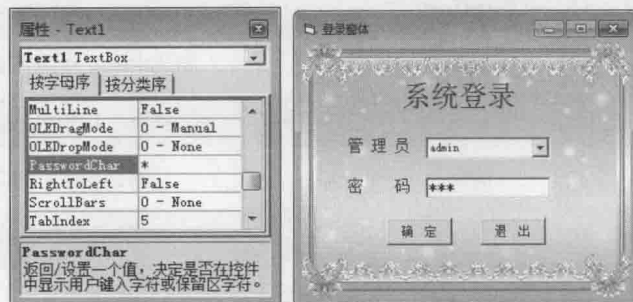 属性 - Text1
Text1 TextBox
按字母序 按分类序
MultiLine False
OLEDragMode 0 - Manual
OLEDropMode 0 - None
PasswordChar *
RightToLeft False
ScrollBars 0 - None
TabIndex 5
PasswordChar
返回/设置一个值，决定是否在控件
中显示用户键入字符或保留区字符。
登录窗体
系统登录
管理员 admin
密 码 ***
确 定 退 出